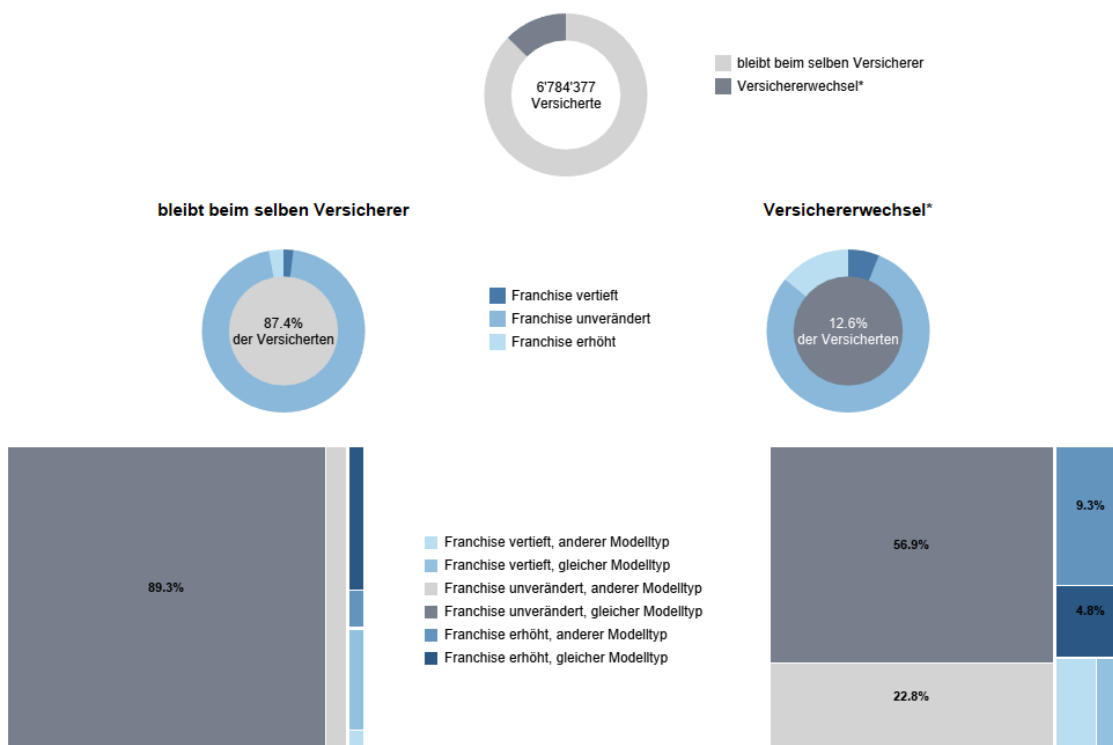 6'784'377
Versicherte
bleibt beim selben Versicherer
Versichererwechsel*
bleibt beim selben Versicherer
Versichererwechsel*
87.4%
der Versicherten
Franchise vertieft
Franchise unverändert
Franchise erhöht
12.6%
der Versicherten
89.3%
Franchise vertieft, anderer Modelltyp
Franchise vertieft, gleicher Modelltyp
Franchise unverändert, anderer Modelltyp
Franchise unverändert, gleicher Modelltyp
Franchise erhöht, anderer Modelltyp
Franchise erhöht, gleicher Modelltyp
56.9%
9.3%
4.8%
22.8%